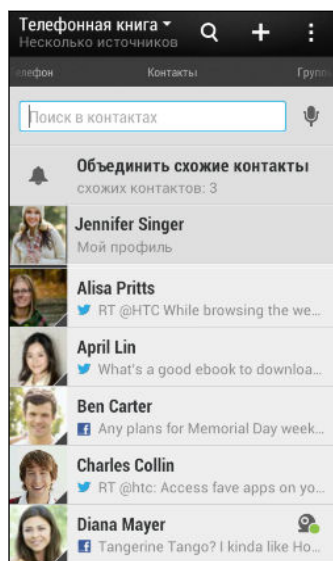 Телефонная книга
Несколько источников
лефон Контакты Групп
Поиск в контактах
Объединить схожие контакты
схожих контактов: 3
Jennifer Singer
Мой профиль
Alisa Pritts
RT @HTC While browsing the we...
April Lin
What's a good ebook to downloa...
Ben Carter
Any plans for Memorial Day week...
Charles Collin
RT @htc: Access fave apps on yo...
Diana Mayer
Tangerine Tango? I kinda like Ho...